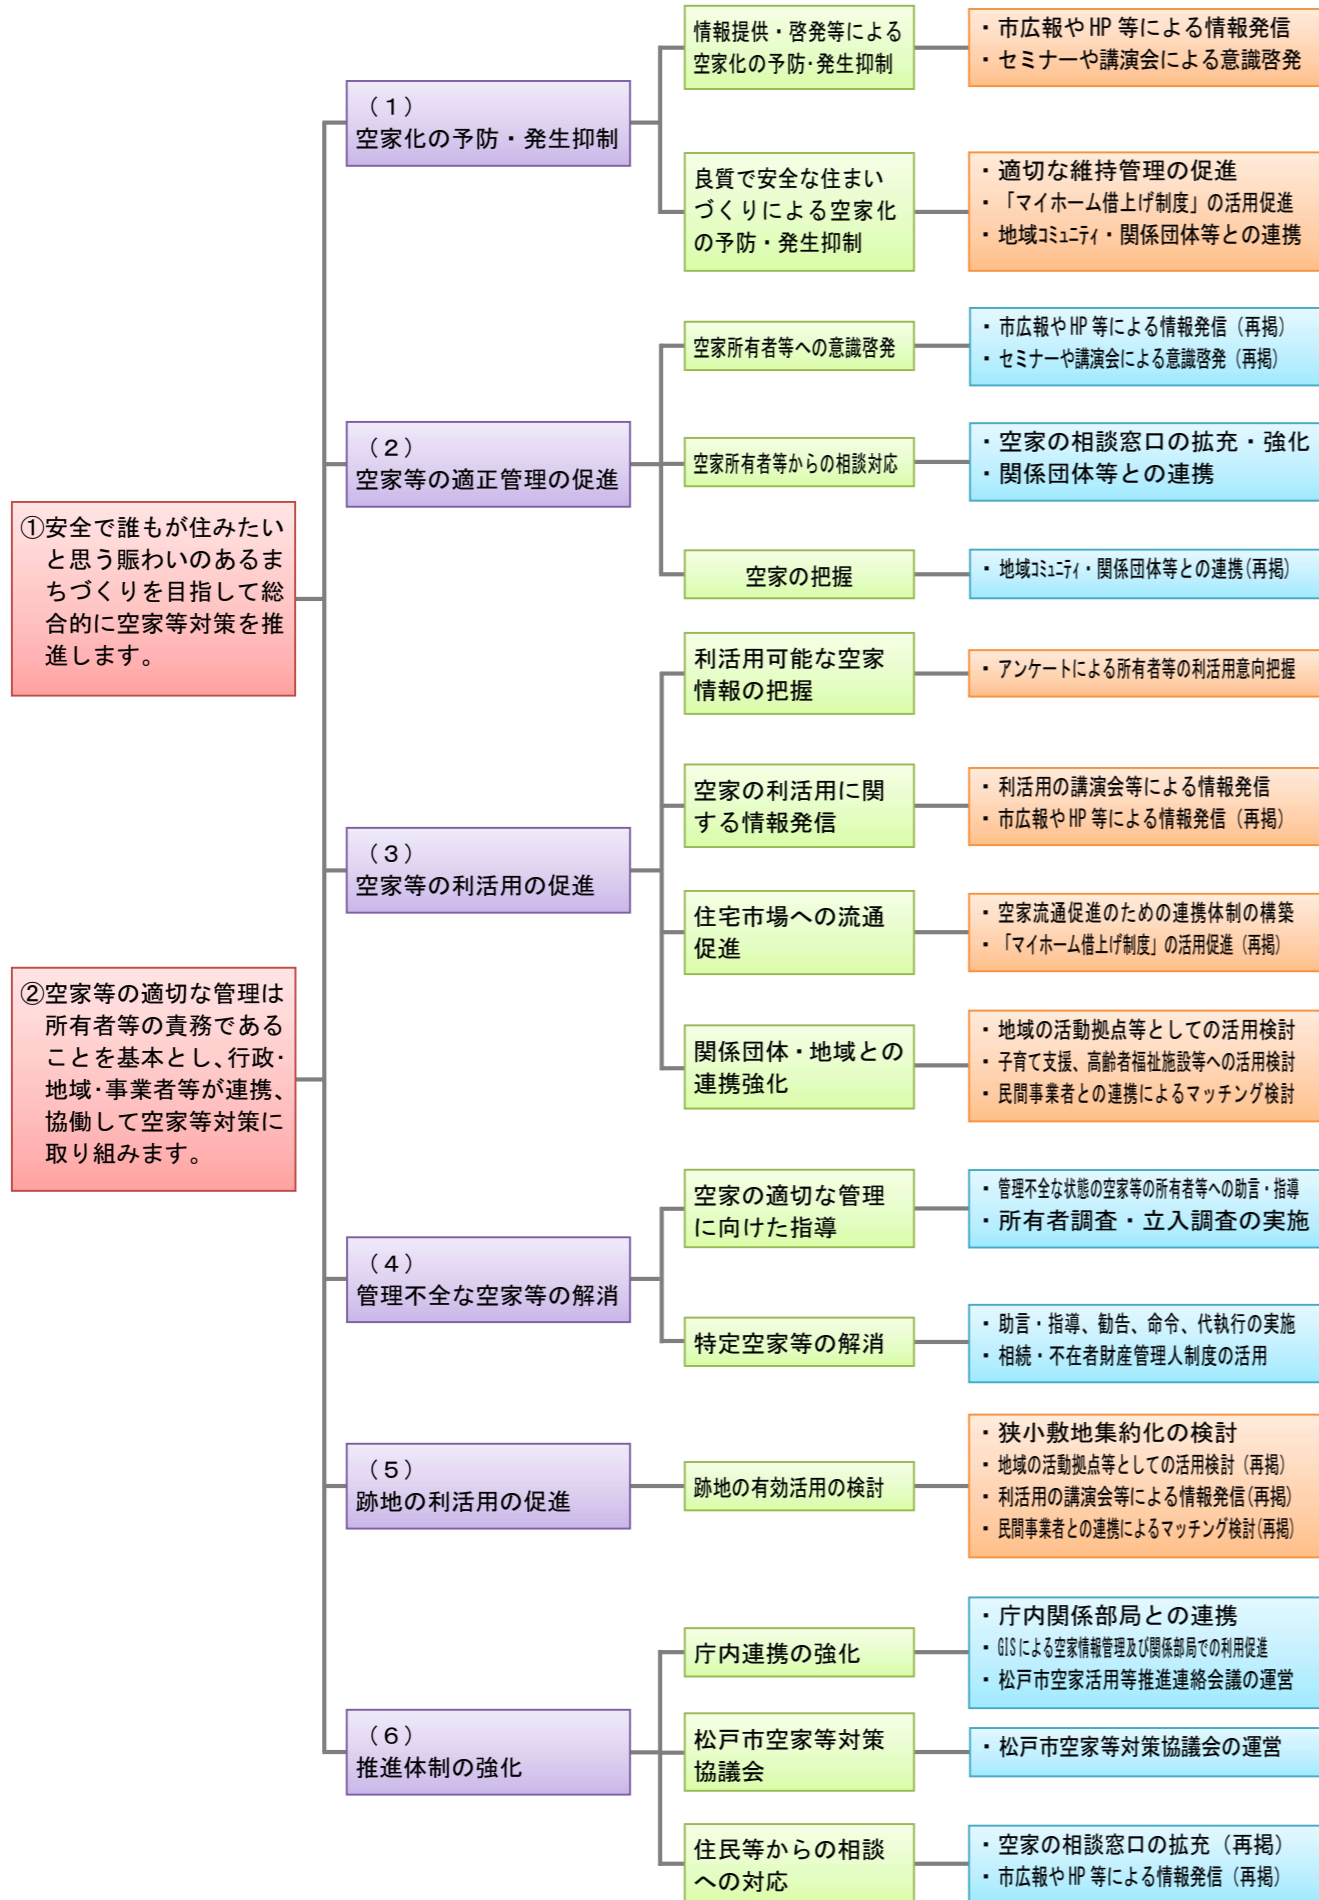 ①安全で誰もが住みたい
と思う賑わいのあるま
ちづくりを目指して総
合的に空家等対策を推
進します。
②空家等の適切な管理は
所有者等の責務である
ことを基本とし、行政・
地域・事業者等が連携、
協働して空家等対策に
取り組みます。
（１）
空家化の予防・発生抑制
情報提供・啓発等による
空家化の予防・発生抑制
・市広報やHP等による情報発信
・セミナーや講演会による意識啓発
良質で安全な住まい
づくりによる空家化
の予防・発生抑制
・適切な維持管理の促進
・「マイホーム借上げ制度」の活用促進
・地域コミュニティ・関係団体等との連携
（２）
空家等の適正管理の促進
空家所有者等への意識啓発
・市広報やHP等による情報発信（再掲）
・セミナーや講演会による意識啓発（再掲）
空家所有者等からの相談対応
・空家の相談窓口の拡充・強化
・関係団体等との連携
空家の把握
・地域コミュニティ・関係団体等との連携(再掲)
（３）
空家等の利活用の促進
利活用可能な空家
情報の把握
・アンケートによる所有者等の利活用意向把握
空家の利活用に関
する情報発信
・利活用の講演会等による情報発信
・市広報やHP等による情報発信（再掲）
住宅市場への流通
促進
・空家流通促進のための連携体制の構築
・「マイホーム借上げ制度」の活用促進（再掲）
関係団体・地域との
連携強化
・地域の活動拠点等としての活用検討
・子育て支援、高齢者福祉施設等への活用検討
・民間事業者との連携によるマッチング検討
（４）
管理不全な空家等の解消
空家の適切な管理
に向けた指導
・管理不全な状態の空家等の所有者等への助言・指導
・所有者調査・立入調査の実施
特定空家等の解消
・助言・指導、勧告、命令、代執行の実施
・相続・不在者財産管理人制度の活用
（５）
跡地の利活用の促進
跡地の有効活用の検討
・狭小敷地集約化の検討
・地域の活動拠点等としての活用検討（再掲）
・利活用の講演会等による情報発信(再掲)
・民間事業者との連携によるマッチング検討(再掲)
（６）
推進体制の強化
庁内連携の強化
・庁内関係部局との連携
・GISによる空家情報管理及び関係部局での利用促進
・松戸市空家活用等推進連絡会議の運営
松戸市空家等対策
協議会
・松戸市空家等対策協議会の運営
住民等からの相談
への対応
・空家の相談窓口の拡充（再掲）
・市広報やHP等による情報発信（再掲）